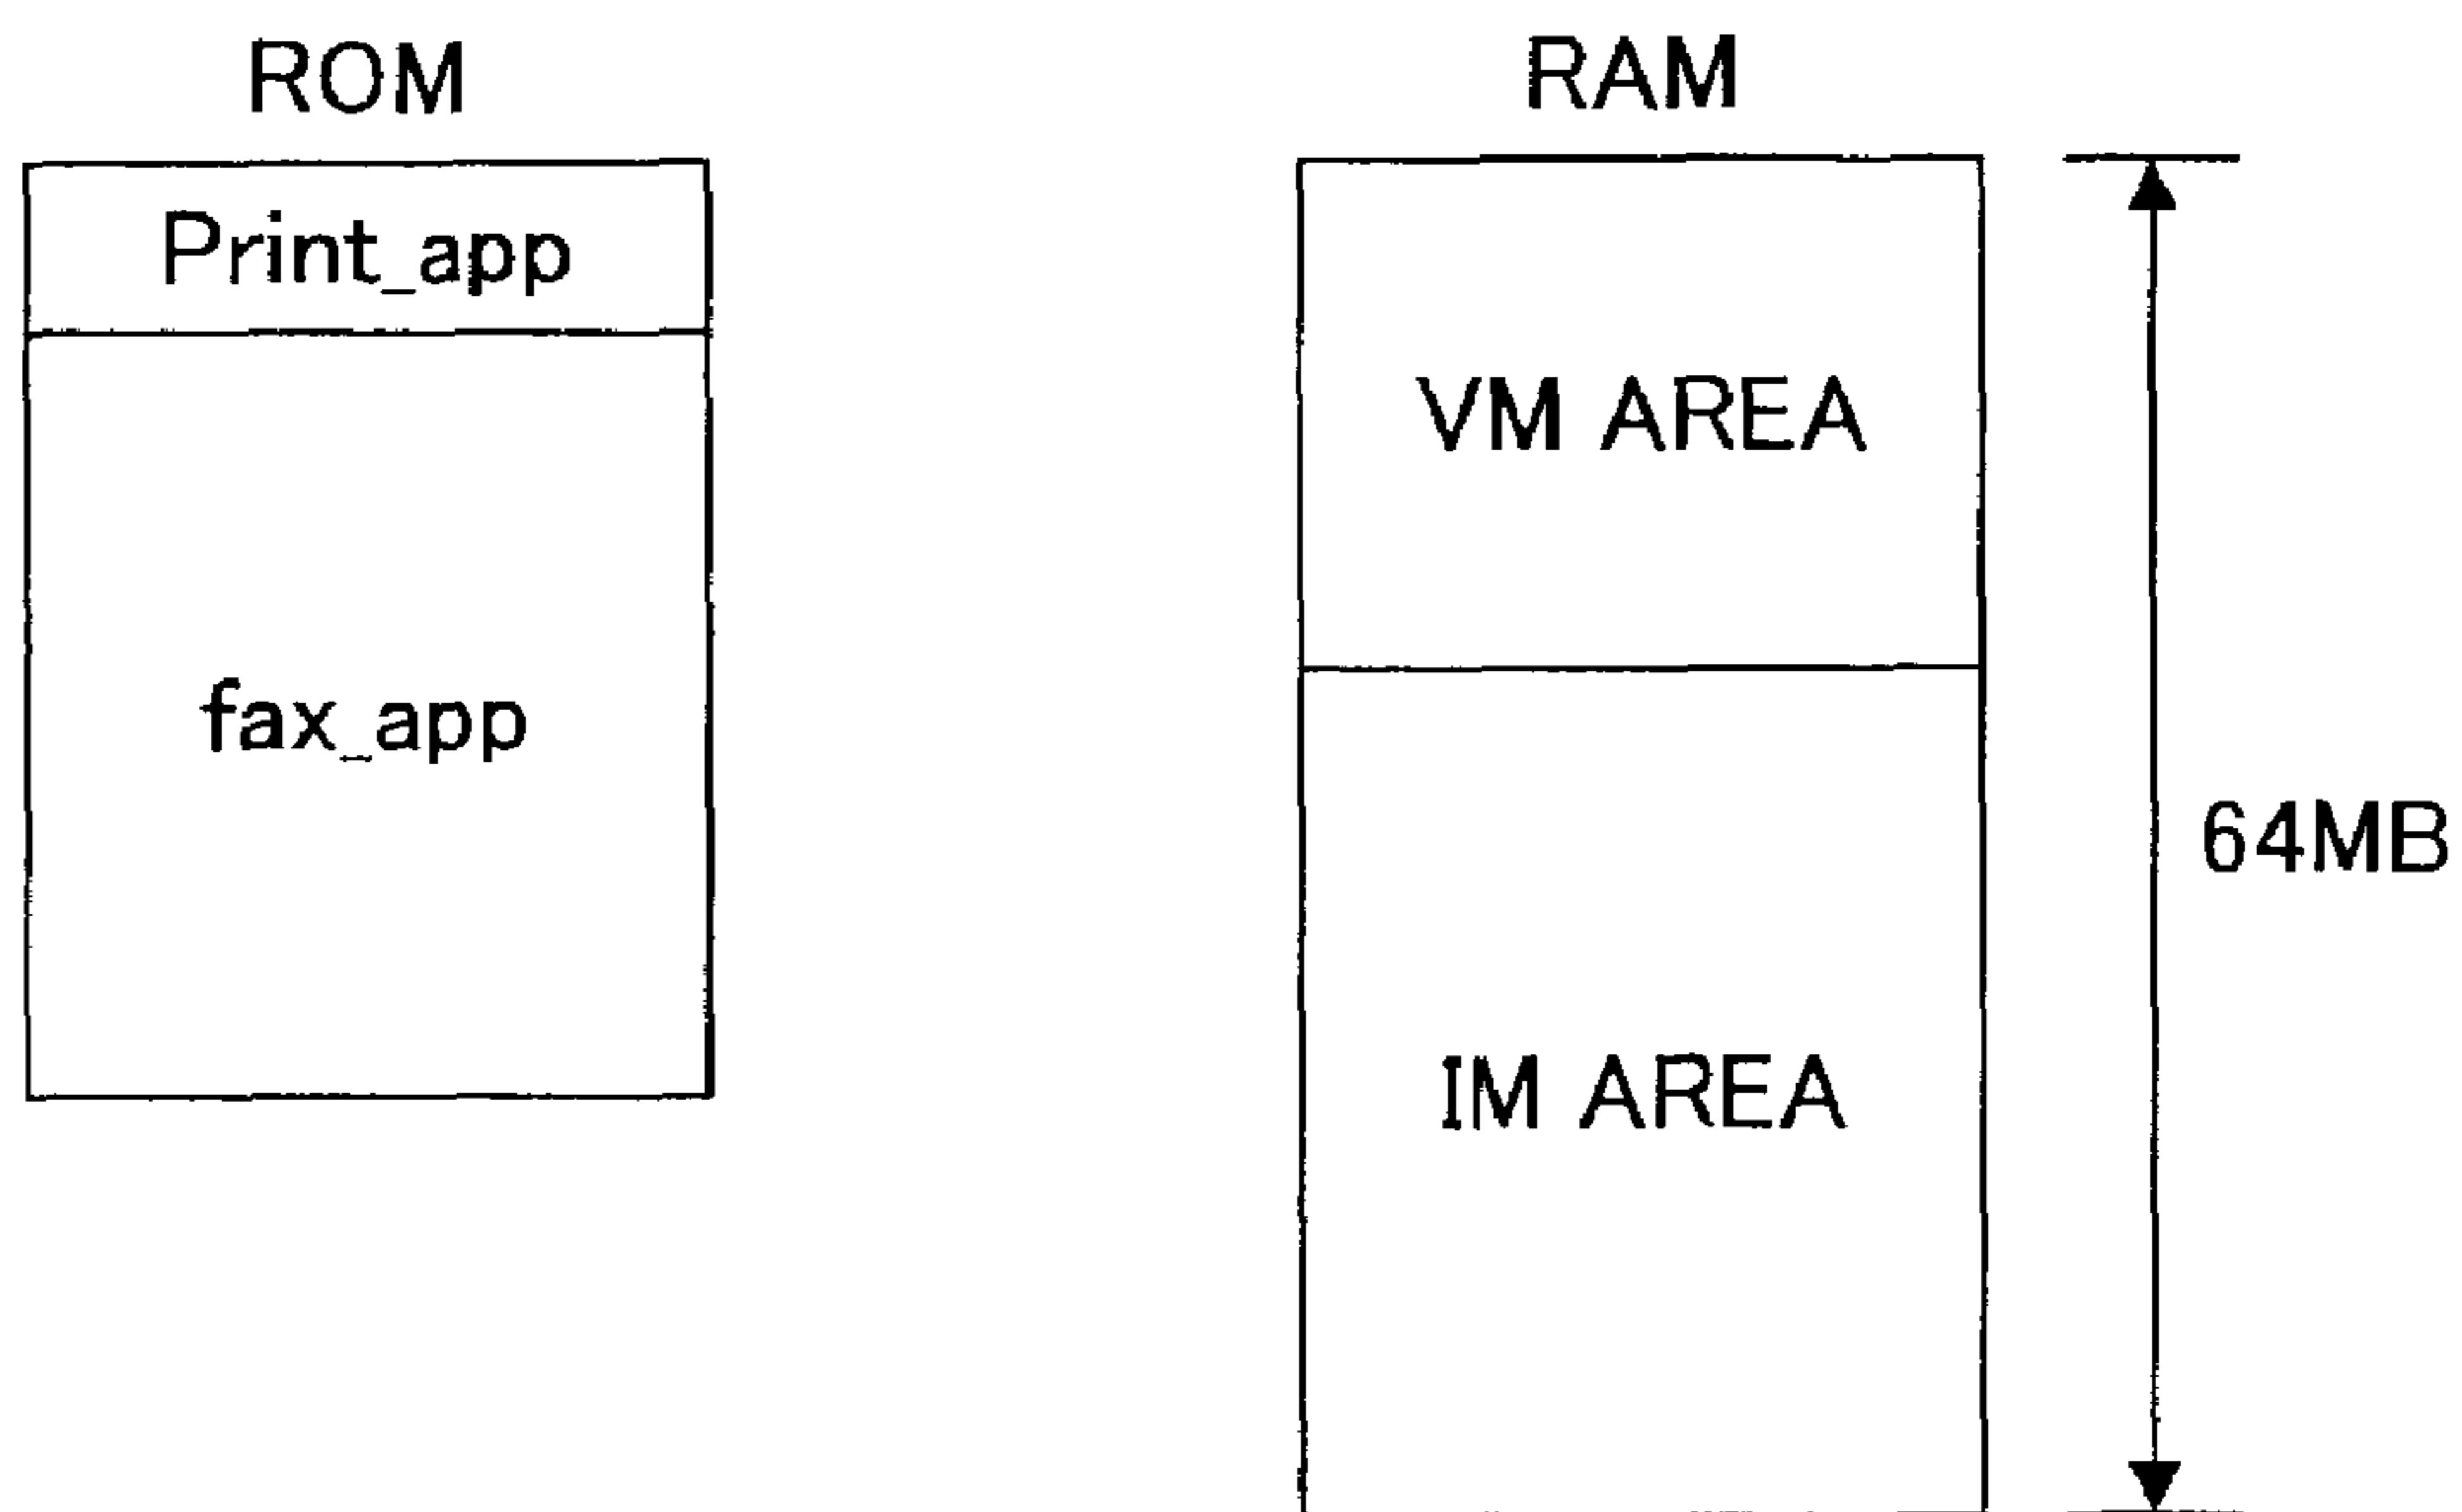 ROM
Print_app
fax_app
RAM
VM AREA
IM AREA
64MB